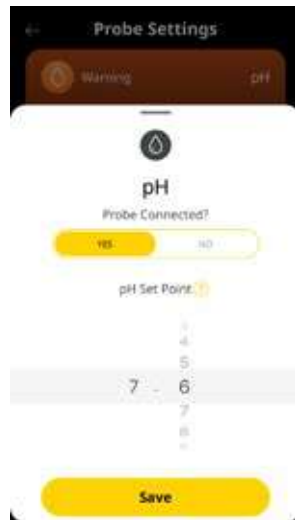 Probe Settings
Warning pH
pH
Probe Connected?
YES NO
pH Set Point
4
5
7 - 6
7
8
Save